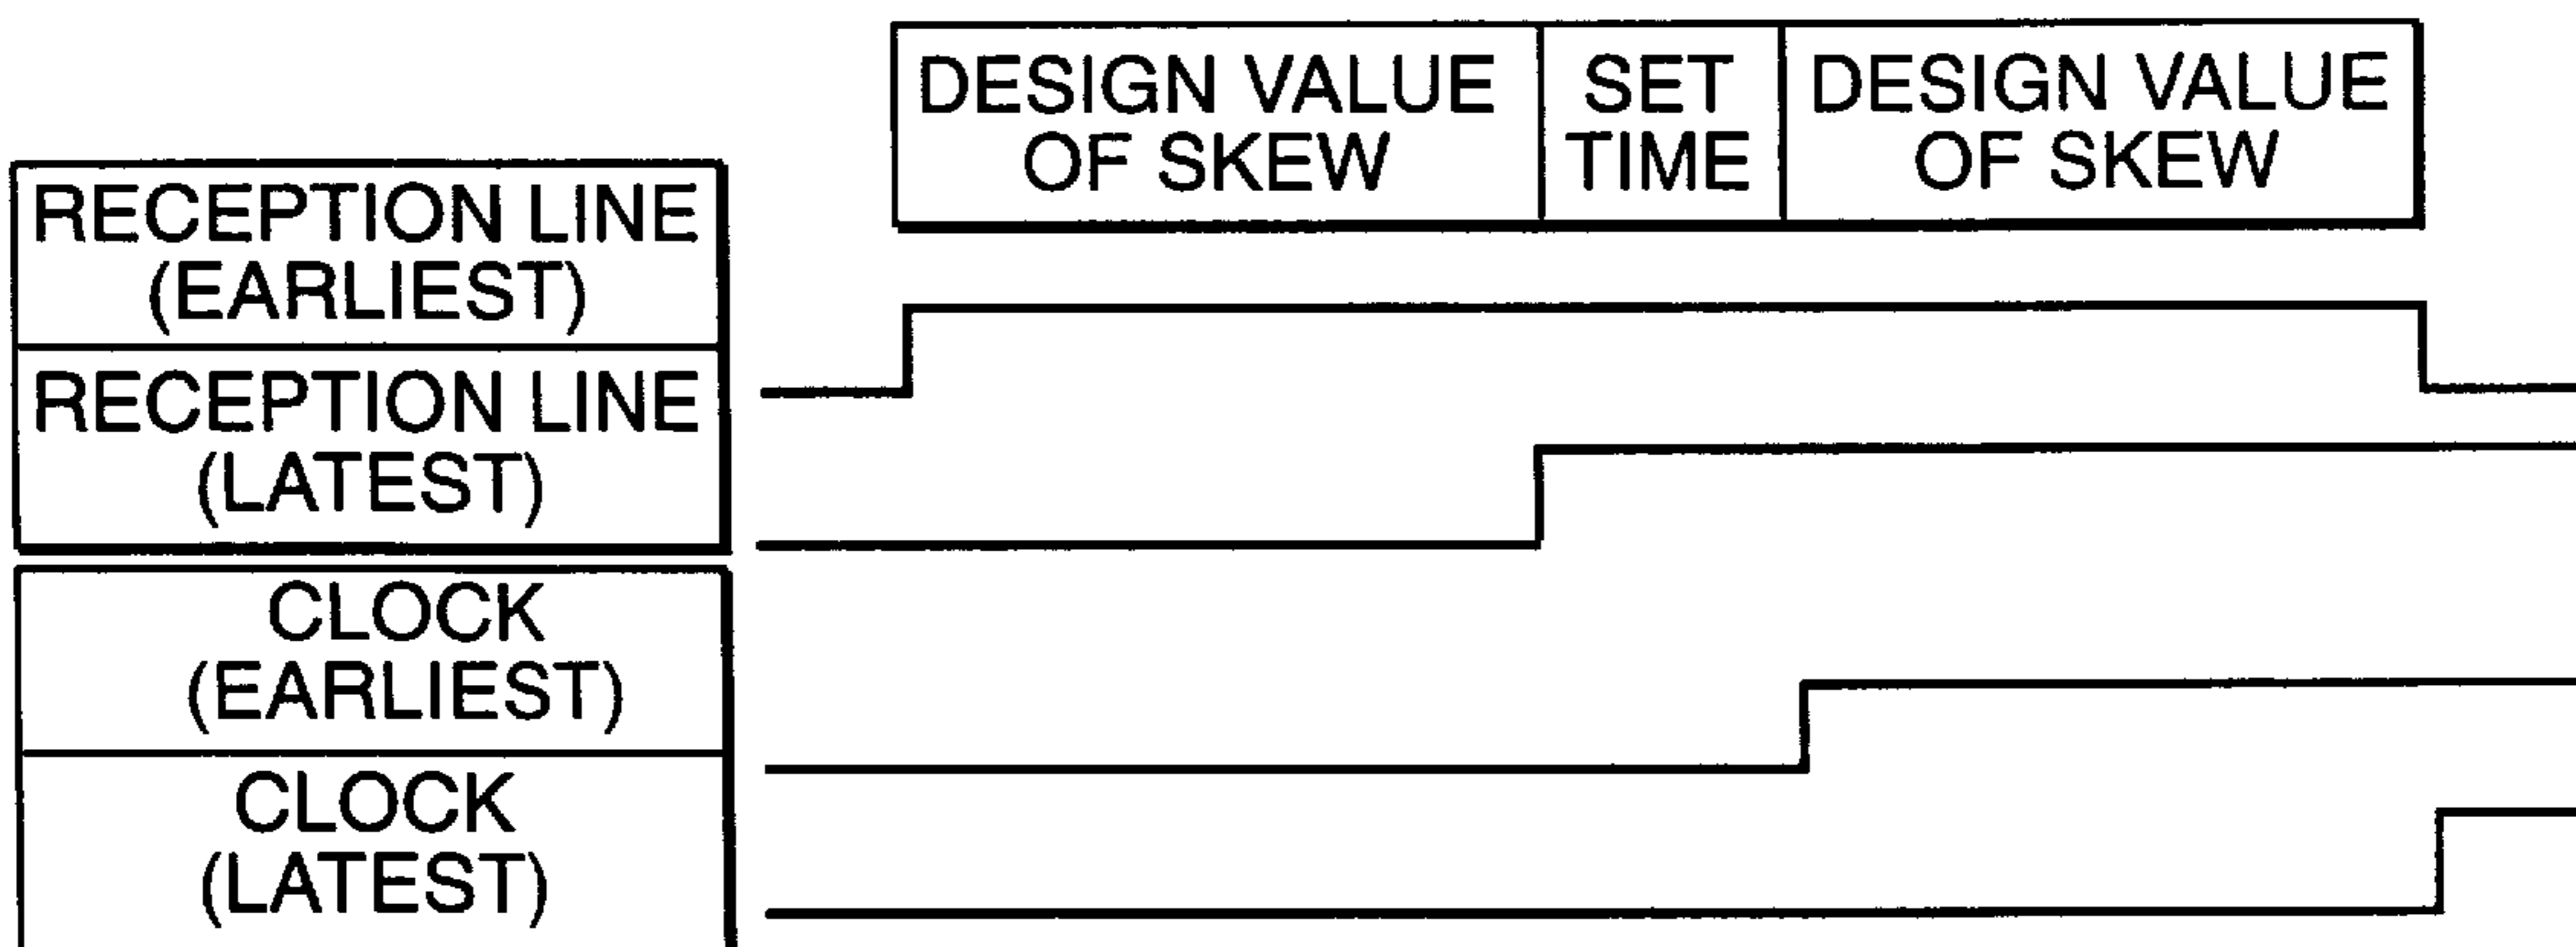 DESIGN VALUE
OF SKEW
SET
TIME
DESIGN VALUE
OF SKEW
RECEPTION LINE
(EARLIEST)
RECEPTION LINE
(LATEST)
CLOCK
(EARLIEST)
CLOCK
(LATEST)